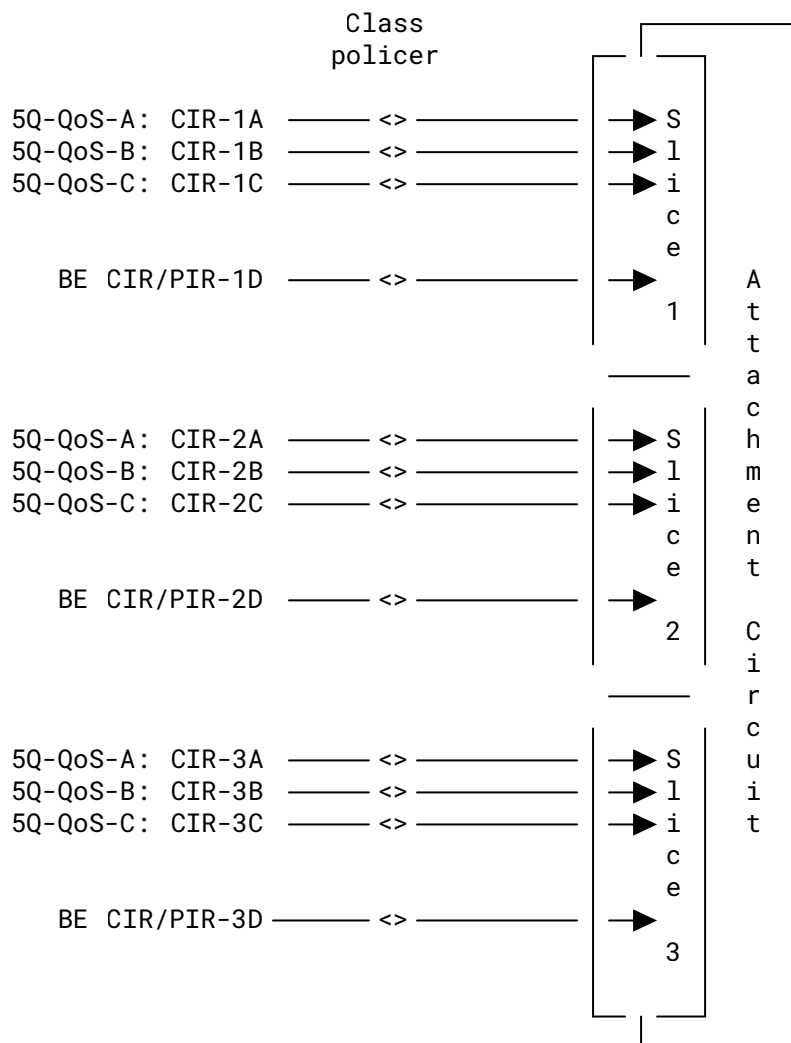 Class
policer
5Q-QoS-A: CIR-1A <>
5Q-QoS-B: CIR-1B <>
5Q-QoS-C: CIR-1C <>
BE CIR/PIR-1D <>
Slice 1
5Q-QoS-A: CIR-2A <>
5Q-QoS-B: CIR-2B <>
5Q-QoS-C: CIR-2C <>
BE CIR/PIR-2D <>
Slice 2
5Q-QoS-A: CIR-3A <>
5Q-QoS-B: CIR-3B <>
5Q-QoS-C: CIR-3C <>
BE CIR/PIR-3D <>
Slice 3
Attachment Circuit